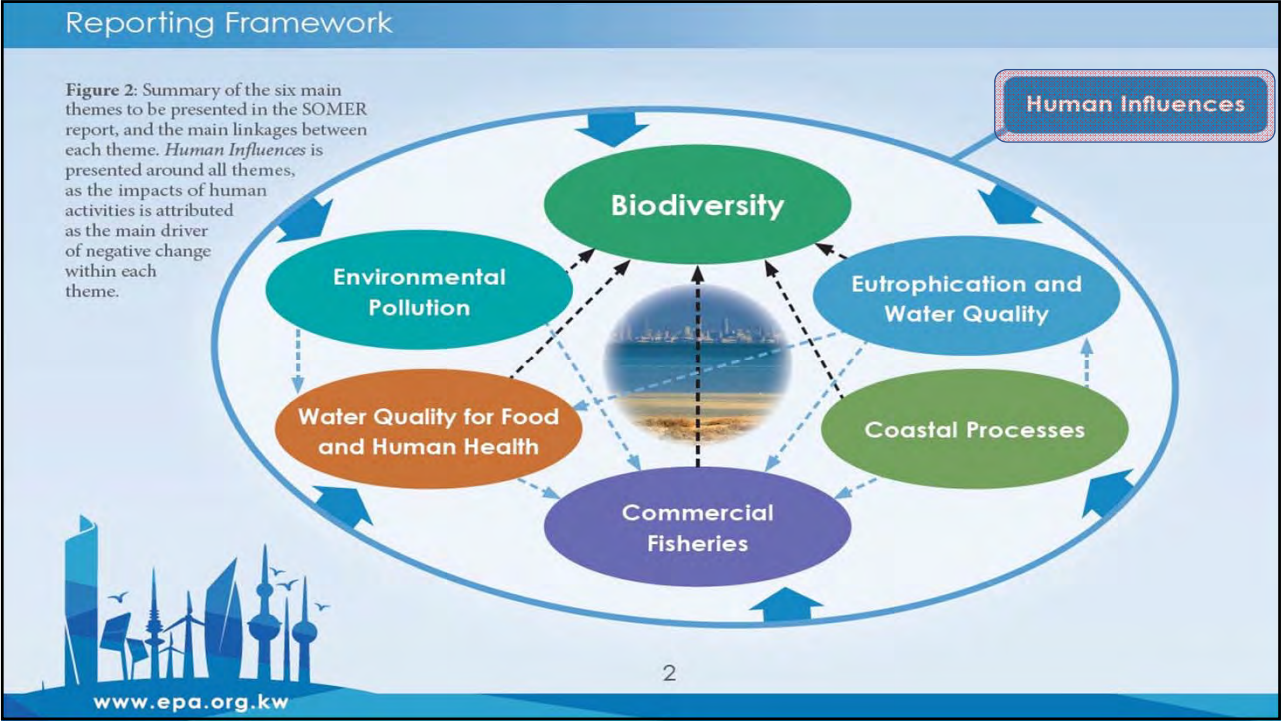 Reporting Framework
Figure 2: Summary of the six main
themes to be presented in the SOMER
report, and the main linkages between
each theme. Human Influences is
presented around all themes,
as the impacts of human
activities is attributed
as the main driver
of negative change
within each
theme.
Human Influences
Biodiversity
Environmental
Pollution
Eutrophication and
Water Quality
Water Quality for Food
and Human Health
Coastal Processes
Commercial
Fisheries
2
www.epa.org.kw